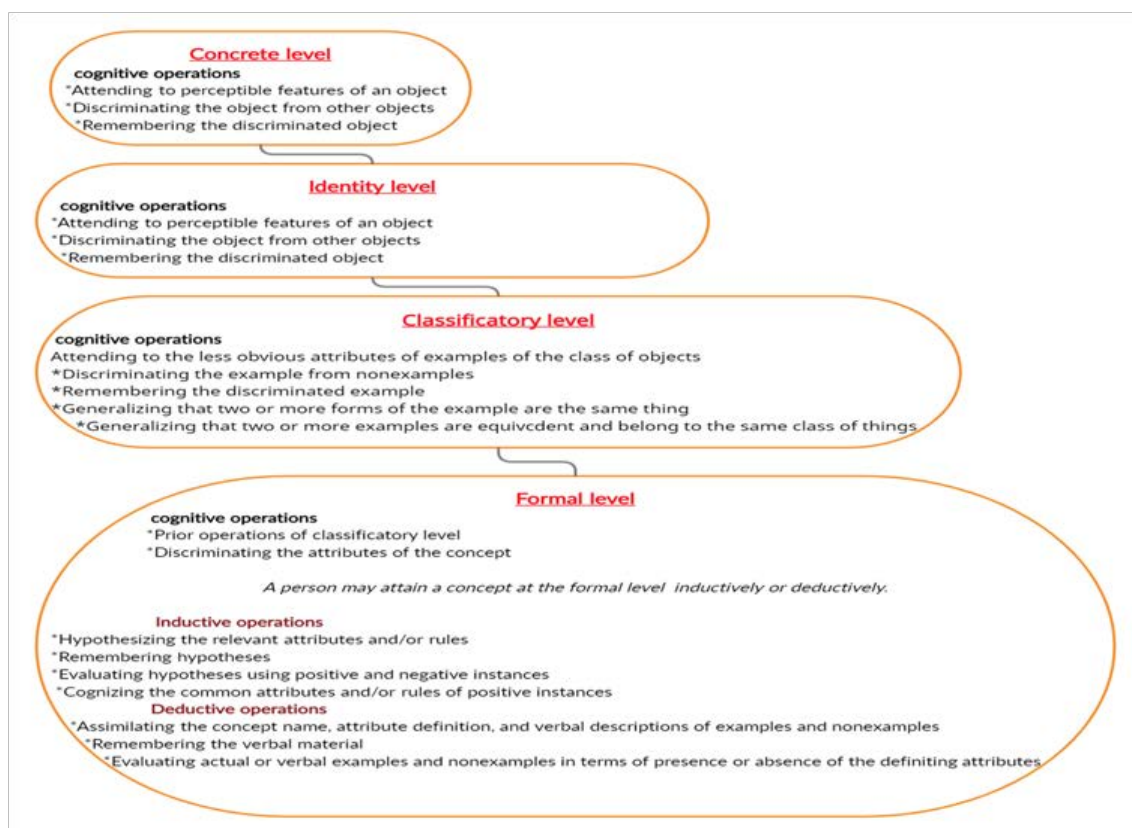 Concrete level
cognitive operations
*Attending to perceptible features of an object
*Discriminating the object from other objects
*Remembering the discriminated object
Identity level
cognitive operations
*Attending to perceptible features of an object
*Discriminating the object from other objects
*Remembering the discriminated object
Classificatory level
cognitive operations
Attending to the less obvious attributes of examples of the class of objects
*Discriminating the example from nonexamples
*Remembering the discriminated example
*Generalizing that two or more forms of the example are the same thing
*Generalizing that two or more examples are equivcdent and belong to the same class of things
Formal level
cognitive operations
*Prior operations of classificatory level
*Discriminating the attributes of the concept
A person may attain a concept at the formal level inductively or deductively.
Inductive operations
*Hypothesizing the relevant attributes and/or rules
*Remembering hypotheses
*Evaluating hypotheses using positive and negative instances
*Cognizing the common attributes and/or rules of positive instances
Deductive operations
*Assimilating the concept name, attribute definition, and verbal descriptions of examples and nonexamples
*Remembering the verbal material
*Evaluating actual or verbal examples and nonexamples in terms of presence or absence of the definiting attributes